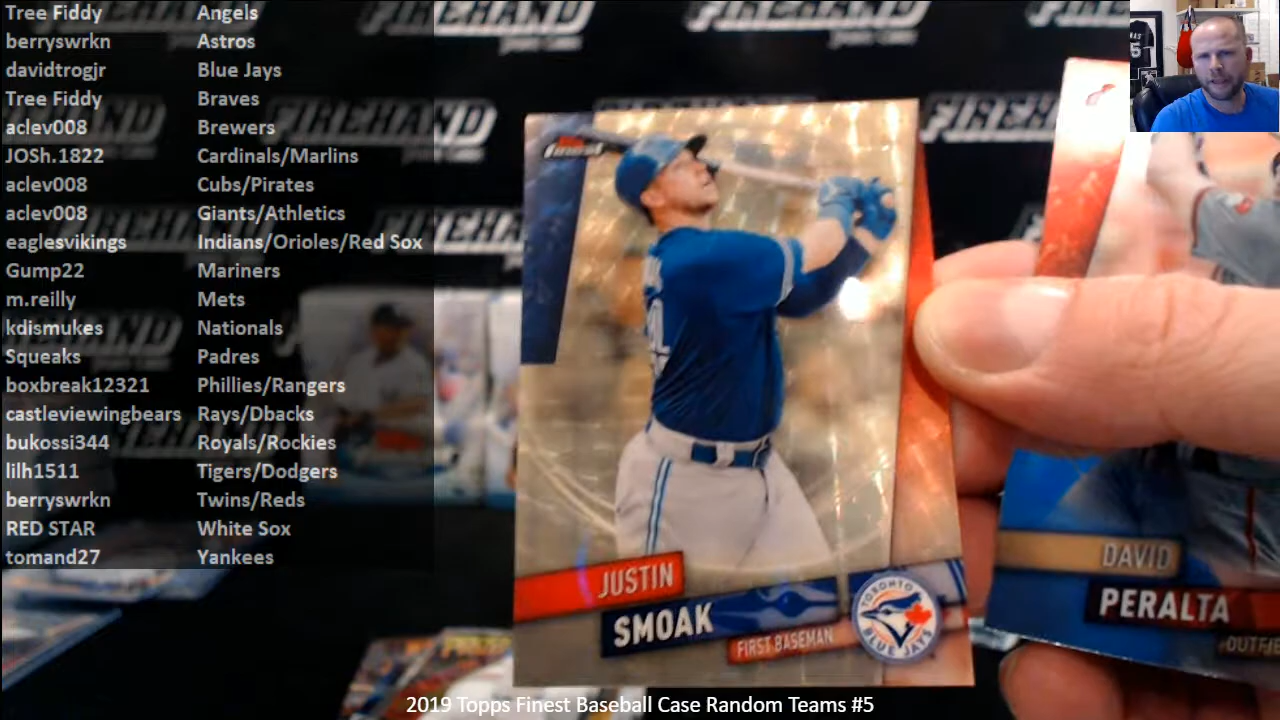 Tree Fiddy Angels
berryswrkn Astros
davidtrogjr Blue Jays
Tree Fiddy Braves
aclev008 Brewers
JOSh.1822 Cardinals/Marlins
aclev008 Cubs/Pirates
aclev008 Giants/Athletics
eaglesvikings Indians/Orioles/Red Sox
Gump22 Mariners
m.reilly Mets
kdismukes Nationals
Squeaks Padres
boxbreak12321 Phillies/Rangers
castleviewingbears Rays/Dbacks
bukossi344 Royals/Rockies
lilh1511 Tigers/Dodgers
berryswrkn Twins/Reds
RED STAR White Sox
tomand27 Yankees
FIREHAND
FIREHAND
Finest
JUSTIN
SMOAK
FIRST BASEMAN
TORONTO
BLUE JAYS
DAVID
PERALTA
2019 Topps Finest Baseball Case Random Teams #5